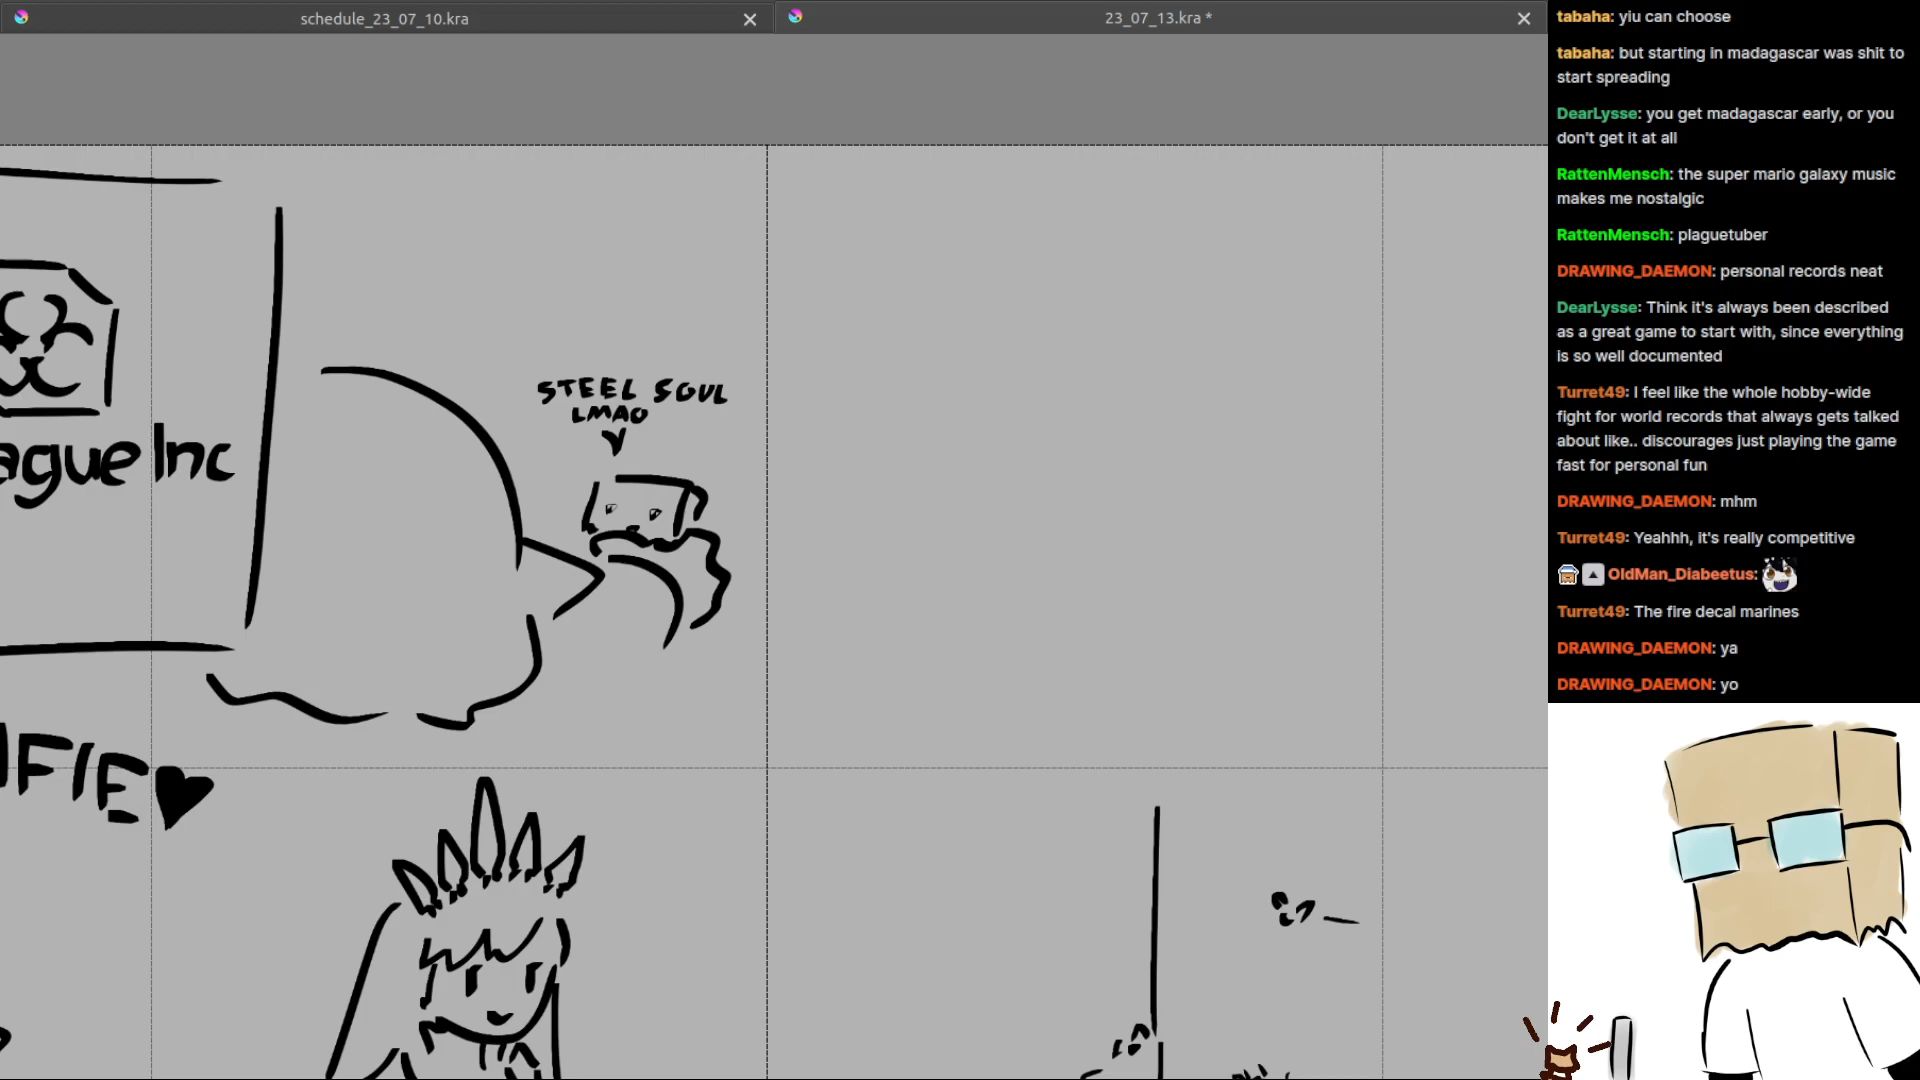 schedule_23_07_10.kra
23_07_13.kra *
STEEL SOUL
LMAO
ague Inc
IFIE♥
tabaha: yiu can choose
tabaha: but starting in madagascar was shit to
start spreading
DearLysse: you get madagascar early, or you
don't get it at all
RattenMensch: the super mario galaxy music
makes me nostalgic
RattenMensch: plaguetuber
DRAWING_DAEMON: personal records neat
DearLysse: Think it's always been described
as a great game to start with, since everything
is so well documented
Turret49: I feel like the whole hobby-wide
fight for world records that always gets talked
about like.. discourages just playing the game
fast for personal fun
DRAWING_DAEMON: mhm
Turret49: Yeahhh, it's really competitive
OldMan_Diabeetus:
Turret49: The fire decal marines
DRAWING_DAEMON: ya
DRAWING_DAEMON: yo